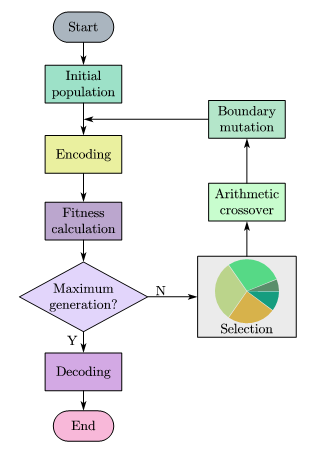 Start
Initial
population
Encoding
Fitness
calculation
Maximum
generation?
N
Y
Decoding
End
Boundary
mutation
Arithmetic
crossover
Selection